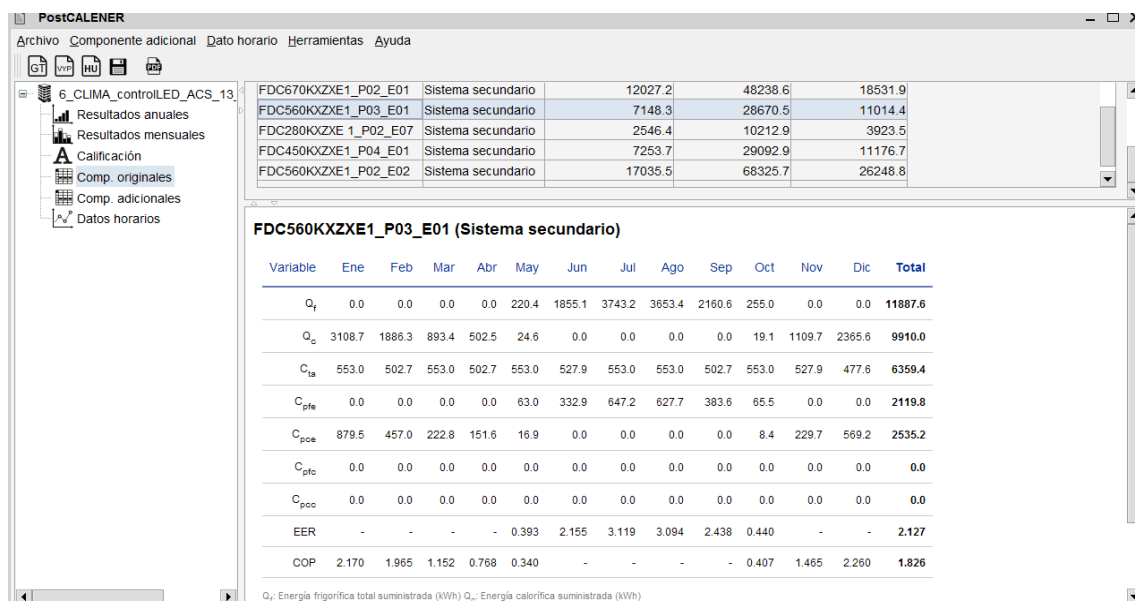 PostCALENER
Archivo Componente adicional Dato horario Herramientas Ayuda
GT VYP HU PDF
6_CLIMA_controlLED_ACS_13_
Resultados anuales
Resultados mensuales
Calificación
Comp. originales
Comp. adicionales
Datos horarios
FDC670KXZXE1_P02_E01 Sistema secundario 12027.2 48238.6 18531.9
FDC560KXZXE1_P03_E01 Sistema secundario 7148.3 28670.5 11014.4
FDC280KXZXE 1_P02_E07 Sistema secundario 2546.4 10212.9 3923.5
FDC450KXZXE1_P04_E01 Sistema secundario 7253.7 29092.9 11176.7
FDC560KXZXE1_P02_E02 Sistema secundario 17035.5 68325.7 26248.8
FDC560KXZXE1_P03_E01 (Sistema secundario)
Variable Ene Feb Mar Abr May Jun Jul Ago Sep Oct Nov Dic Total
Qf 0.0 0.0 0.0 0.0 220.4 1855.1 3743.2 3653.4 2160.6 255.0 0.0 0.0 11887.6
Qc 3108.7 1886.3 893.4 502.5 24.6 0.0 0.0 0.0 0.0 19.1 1109.7 2365.6 9910.0
Cta 553.0 502.7 553.0 502.7 553.0 527.9 553.0 553.0 502.7 553.0 527.9 477.6 6359.4
Cpfe 0.0 0.0 0.0 0.0 63.0 332.9 647.2 627.7 383.6 65.5 0.0 0.0 2119.8
Cpce 879.5 457.0 222.8 151.6 16.9 0.0 0.0 0.0 0.0 8.4 229.7 569.2 2535.2
Cpfc 0.0 0.0 0.0 0.0 0.0 0.0 0.0 0.0 0.0 0.0 0.0 0.0 0.0
Cpcc 0.0 0.0 0.0 0.0 0.0 0.0 0.0 0.0 0.0 0.0 0.0 0.0 0.0
EER - - - - 0.393 2.155 3.119 3.094 2.438 0.440 - - 2.127
COP 2.170 1.965 1.152 0.768 0.340 - - - - 0.407 1.465 2.260 1.826
Qf: Energía frigorífica total suministrada (kWh) Qc: Energía calorífica suministrada (kWh)